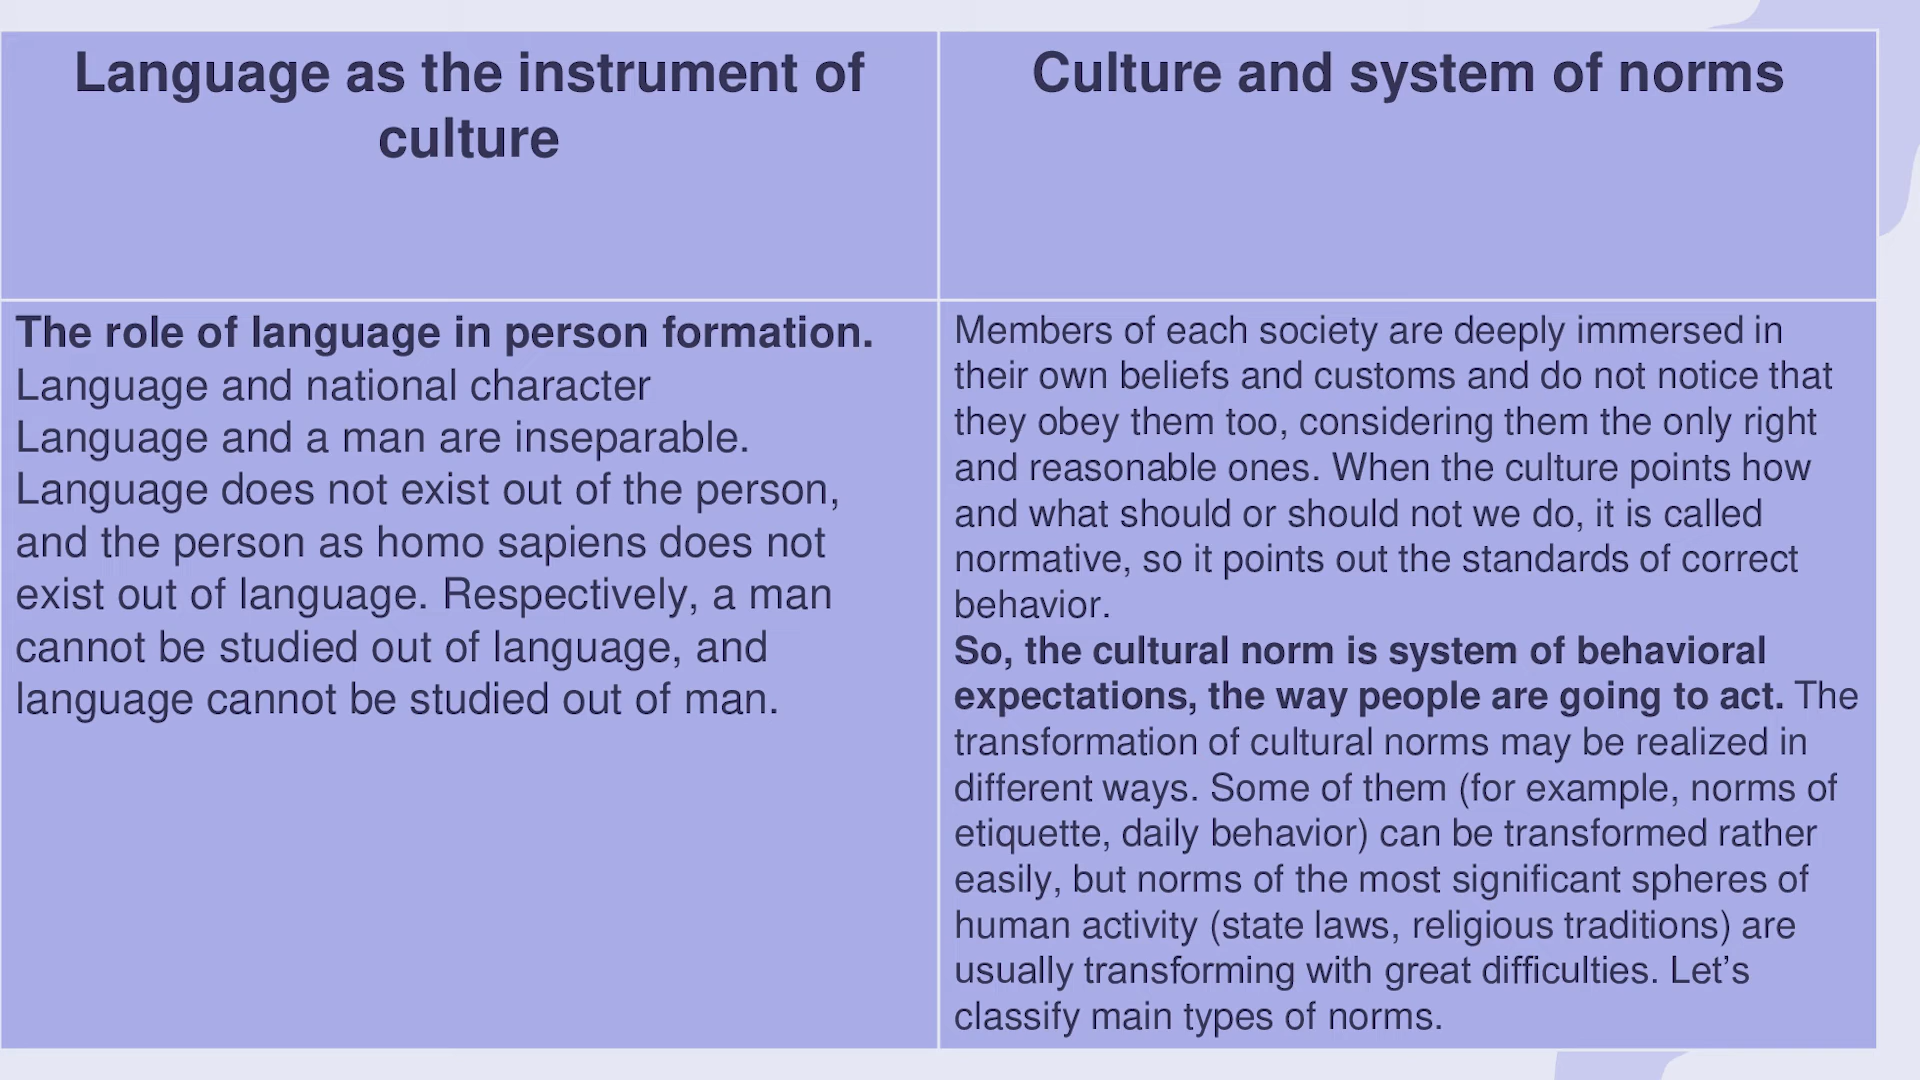 Language as the instrument of
culture
Culture and system of norms
The role of language in person formation.
Language and national character
Language and a man are inseparable.
Language does not exist out of the person,
and the person as homo sapiens does not
exist out of language. Respectively, a man
cannot be studied out of language, and
language cannot be studied out of man.
Members of each society are deeply immersed in
their own beliefs and customs and do not notice that
they obey them too, considering them the only right
and reasonable ones. When the culture points how
and what should or should not we do, it is called
normative, so it points out the standards of correct
behavior.
So, the cultural norm is system of behavioral
expectations, the way people are going to act. The
transformation of cultural norms may be realized in
different ways. Some of them (for example, norms of
etiquette, daily behavior) can be transformed rather
easily, but norms of the most significant spheres of
human activity (state laws, religious traditions) are
usually transforming with great difficulties. Let’s
classify main types of norms.